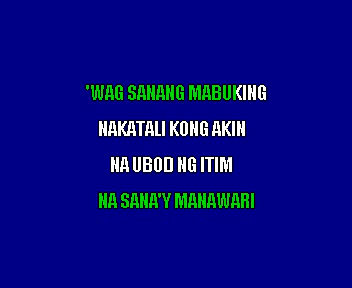 'WAG SANANG MABUKING
NAKATALI KONG AKIN
NA UBOD NG ITIM
NA SANA'Y MANAWARI